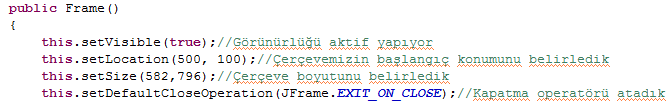 public Frame()
{
this.setVisible(true);//Görünürlüğü aktif yapıyor
this.setLocation(500, 100);//Çerçevemizin başlangıç konumunu belirledik
this.setSize(582,796);//Çerçeve boyutunu belirledik
this.setDefaultCloseOperation(JFrame.EXIT_ON_CLOSE);//Kapatma operatörü atadık